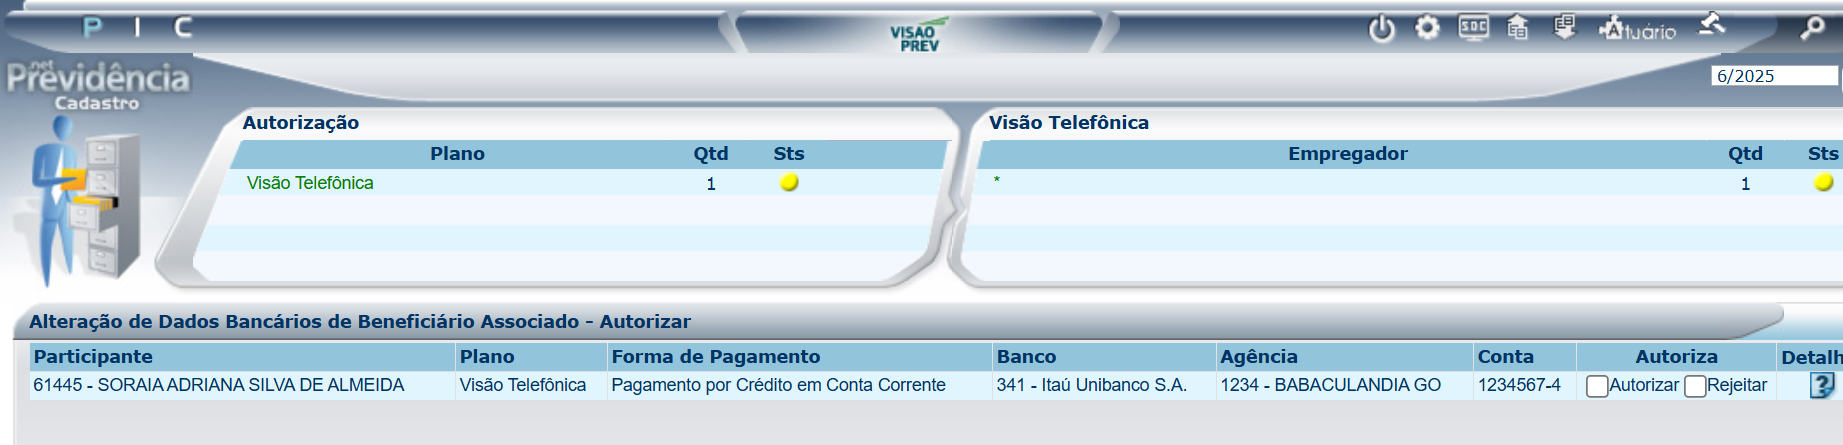 P I C
VISÃO
PREV
SDC
Atuário
.net
Previdência
Cadastro
6/2025
Autorização
Plano Qtd Sts
Visão Telefônica 1
Visão Telefônica
Empregador Qtd Sts
* 1
Alteração de Dados Bancários de Beneficiário Associado - Autorizar
Participante Plano Forma de Pagamento Banco Agência Conta Autoriza Detalh
61445 - SORAIA ADRIANA SILVA DE ALMEIDA Visão Telefônica Pagamento por Crédito em Conta Corrente 341 - Itaú Unibanco S.A. 1234 - BABACULANDIA GO 1234567-4 Autorizar Rejeitar